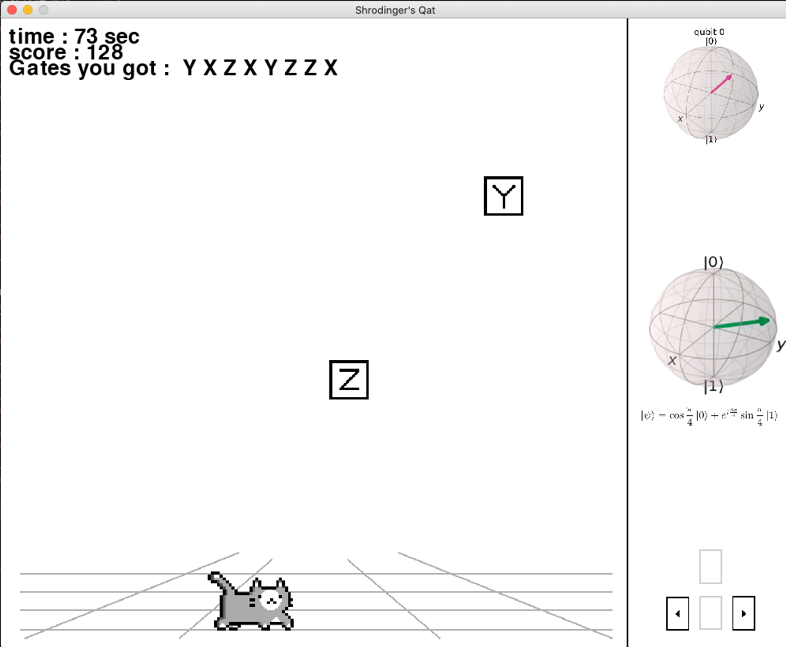 Shrodinger's Qat
time : 73 sec
score : 128
Gates you got : Y X Z X Y Z Z X
Y
Z
qubit 0
|0⟩
x
y
|1⟩
|0⟩
x
y
|1⟩